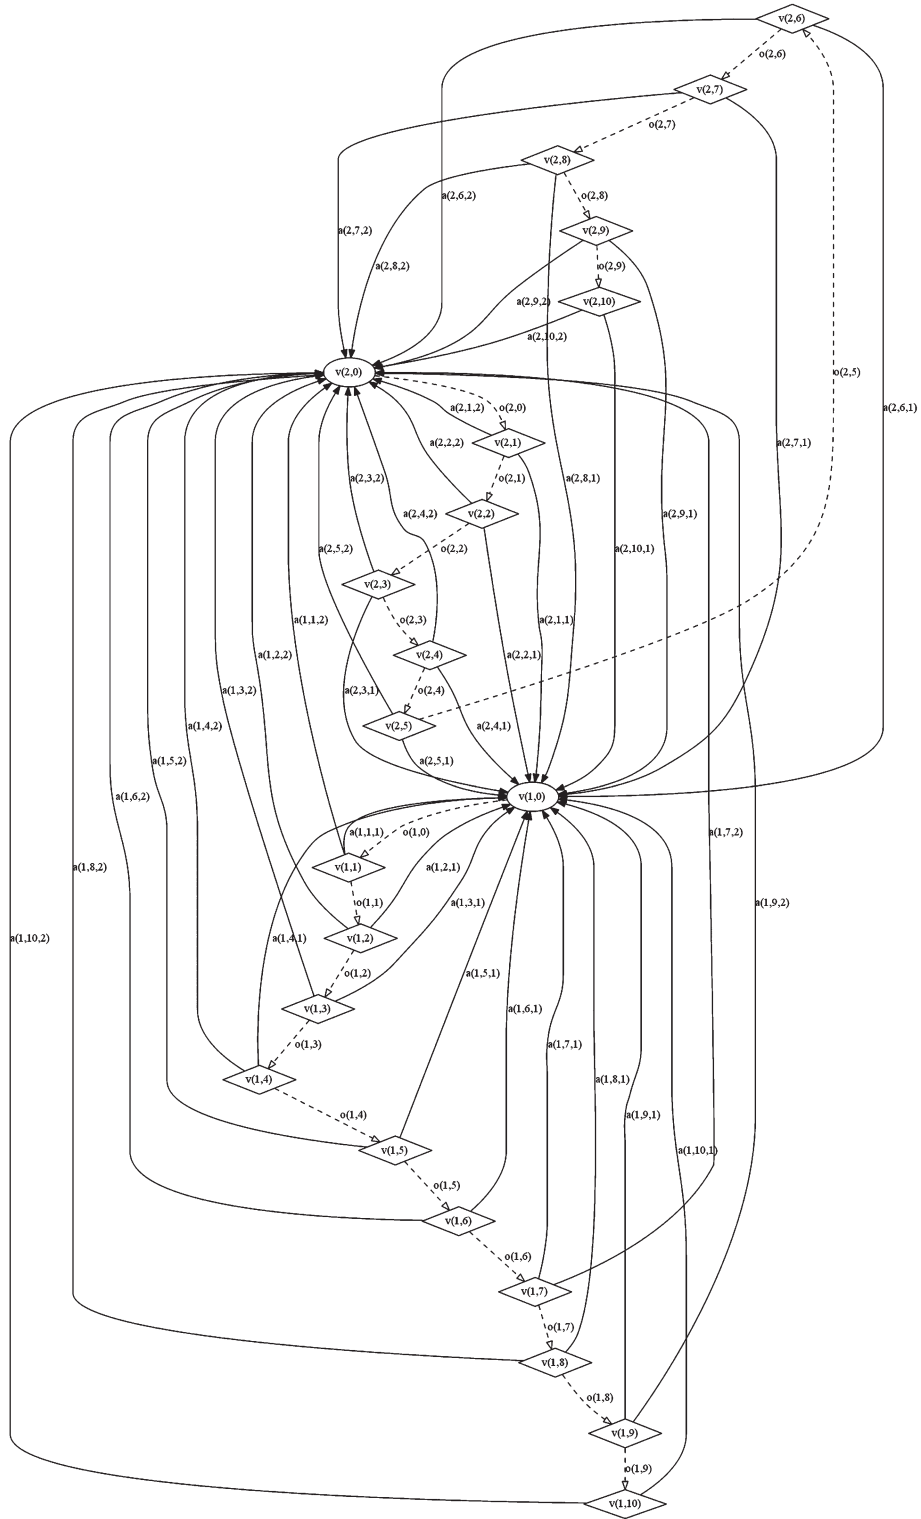 v(2,6)
o(2,6)
v(2,7)
o(2,7)
v(2,8)
a(2,6,2)
o(2,8)
a(2,7,2)
v(2,9)
a(2,8,2)
o(2,9)
a(2,9,2)
v(2,10)
a(2,10,2)
v(2,0)
o(2,5)
a(2,1,2)
o(2,0)
a(2,6,1)
a(2,2,2)
v(2,1)
a(2,7,1)
a(2,3,2)
o(2,1)
a(2,8,1)
a(2,4,2)
v(2,2)
a(2,9,1)
a(2,5,2)
o(2,2)
a(2,10,1)
v(2,3)
a(1,1,2)
o(2,3)
a(2,1,1)
a(1,2,2)
v(2,4)
a(2,2,1)
a(1,3,2)
a(2,3,1)
o(2,4)
a(1,4,2)
v(2,5)
a(2,4,1)
a(1,5,2)
a(2,5,1)
a(1,6,2)
v(1,0)
a(1,1,1)
o(1,0)
a(1,7,2)
a(1,8,2)
v(1,1)
a(1,2,1)
o(1,1)
a(1,3,1)
a(1,9,2)
a(1,10,2)
a(1,4,1)
v(1,2)
o(1,2)
a(1,5,1)
v(1,3)
a(1,6,1)
o(1,3)
a(1,7,1)
v(1,4)
a(1,8,1)
o(1,4)
a(1,9,1)
v(1,5)
a(1,10,1)
o(1,5)
v(1,6)
o(1,6)
v(1,7)
o(1,7)
v(1,8)
o(1,8)
v(1,9)
o(1,9)
v(1,10)